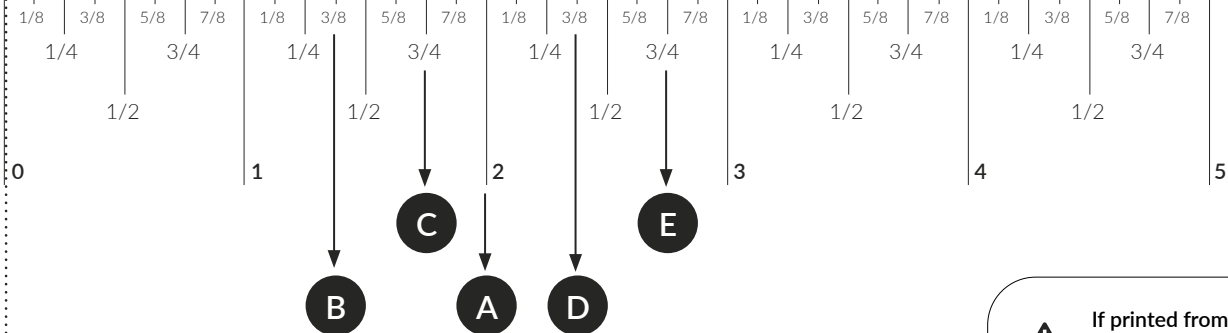 1/8 3/8 5/8 7/8 1/8 3/8 5/8 7/8 1/8 3/8 5/8 7/8 1/8 3/8 5/8 7/8 1/8 3/8 5/8 7/8
1/4 3/4 1/4 3/4 1/4 3/4 1/4 3/4 1/4 3/4
1/2 1/2 1/2 1/2 1/2
0 1 2 3 4 5
C E
B A D
If printed from